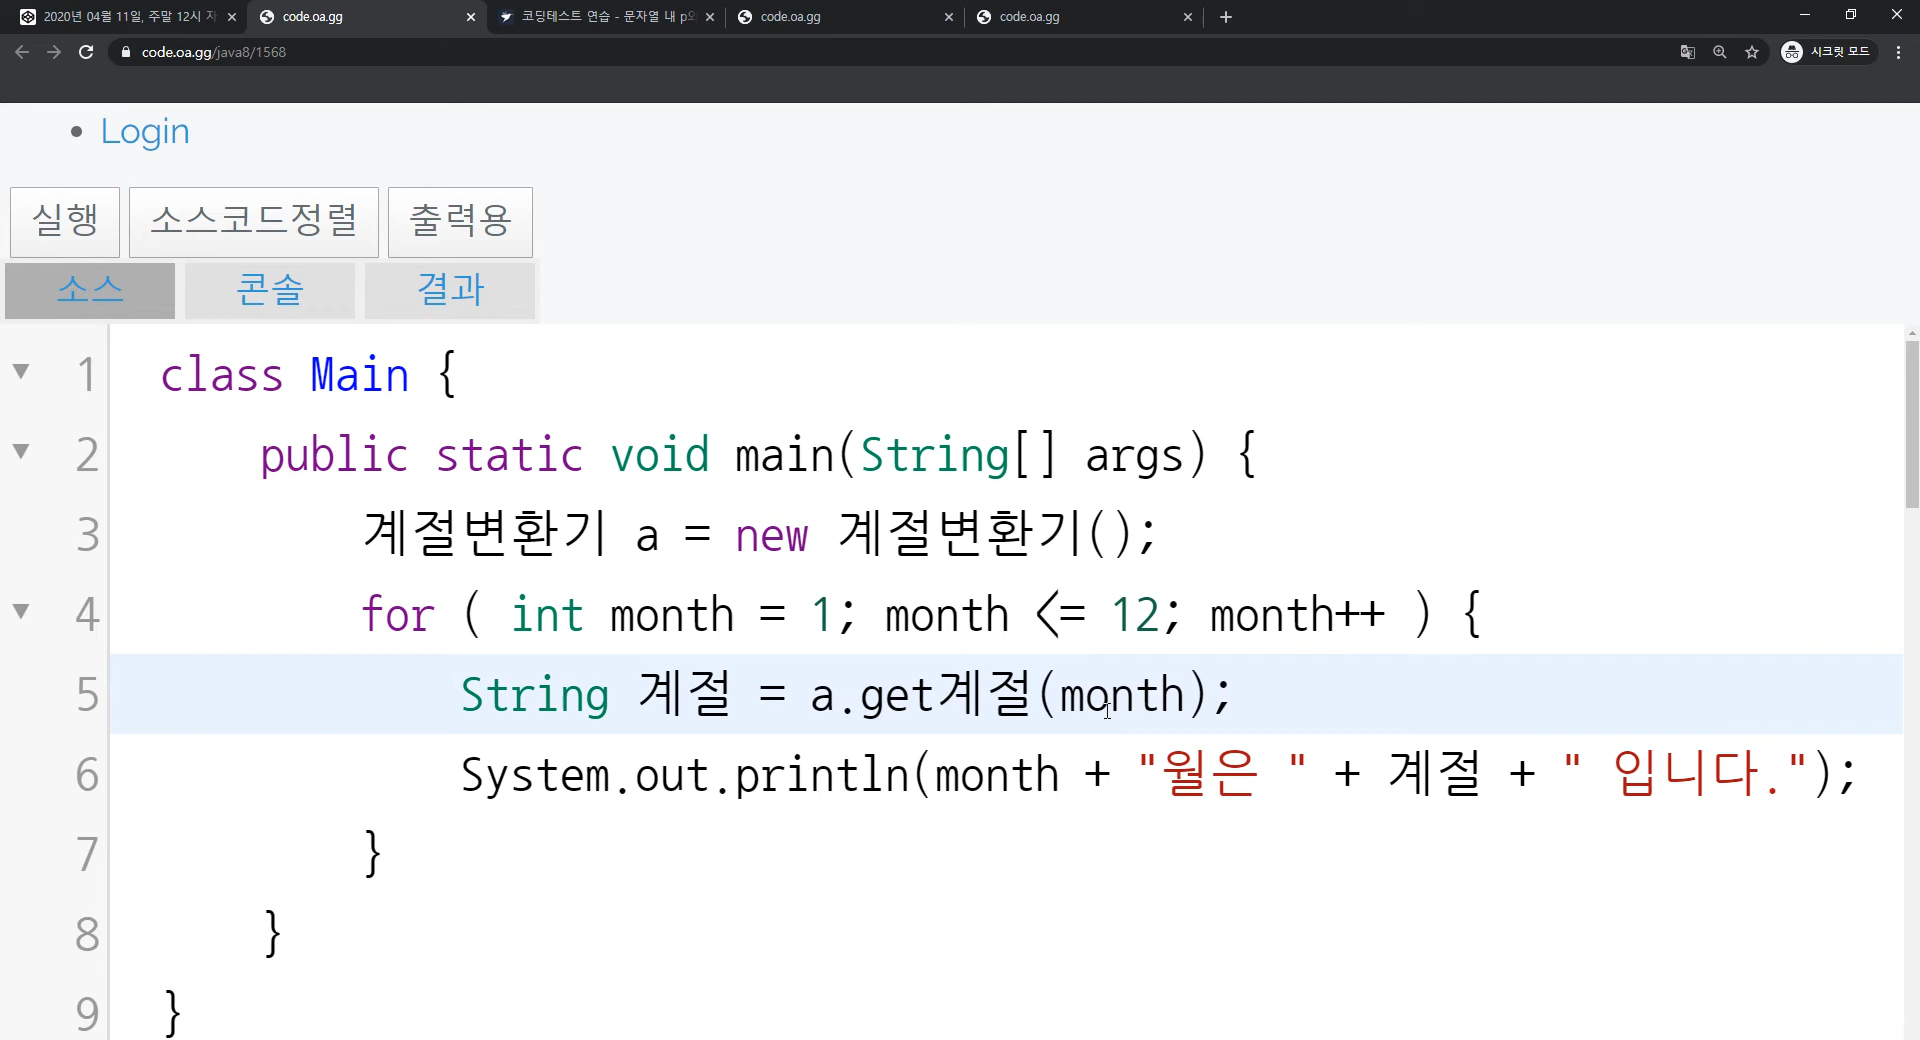 2020년 04월 11일, 주말 12시 자
code.oa.gg
코딩테스트 연습 - 문자열 내 p와
code.oa.gg
code.oa.gg
code.oa.gg/java8/1568
시크릿 모드
Login
실행 소스코드정렬 출력용
소스 콘솔 결과
1 class Main {
2 public static void main(String[] args) {
3 계절변환기 a = new 계절변환기();
4 for ( int month = 1; month <= 12; month++ ) {
5 String 계절 = a.get계절(month);
6 System.out.println(month + "월은 " + 계절 + " 입니다.");
7 }
8 }
9 }